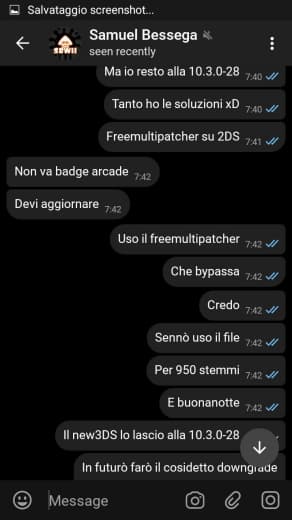 Salvataggio screenshot...
Samuel Bessega
seen recently
Ma io resto alla 10.3.0-28 7:40
Tanto ho le soluzioni xD 7:40
Freemultipatcher su 2DS 7:41
Non va badge arcade 7:42
Devi aggiornare 7:42
Uso il freemultipatcher 7:42
Che bypassa 7:42
Credo 7:42
Sennò uso il file 7:42
Per 950 stemmi 7:42
E buonanotte 7:42
Il new3DS lo lascio alla 10.3.0-28
In futurò farò il cosidetto downgrade
Message